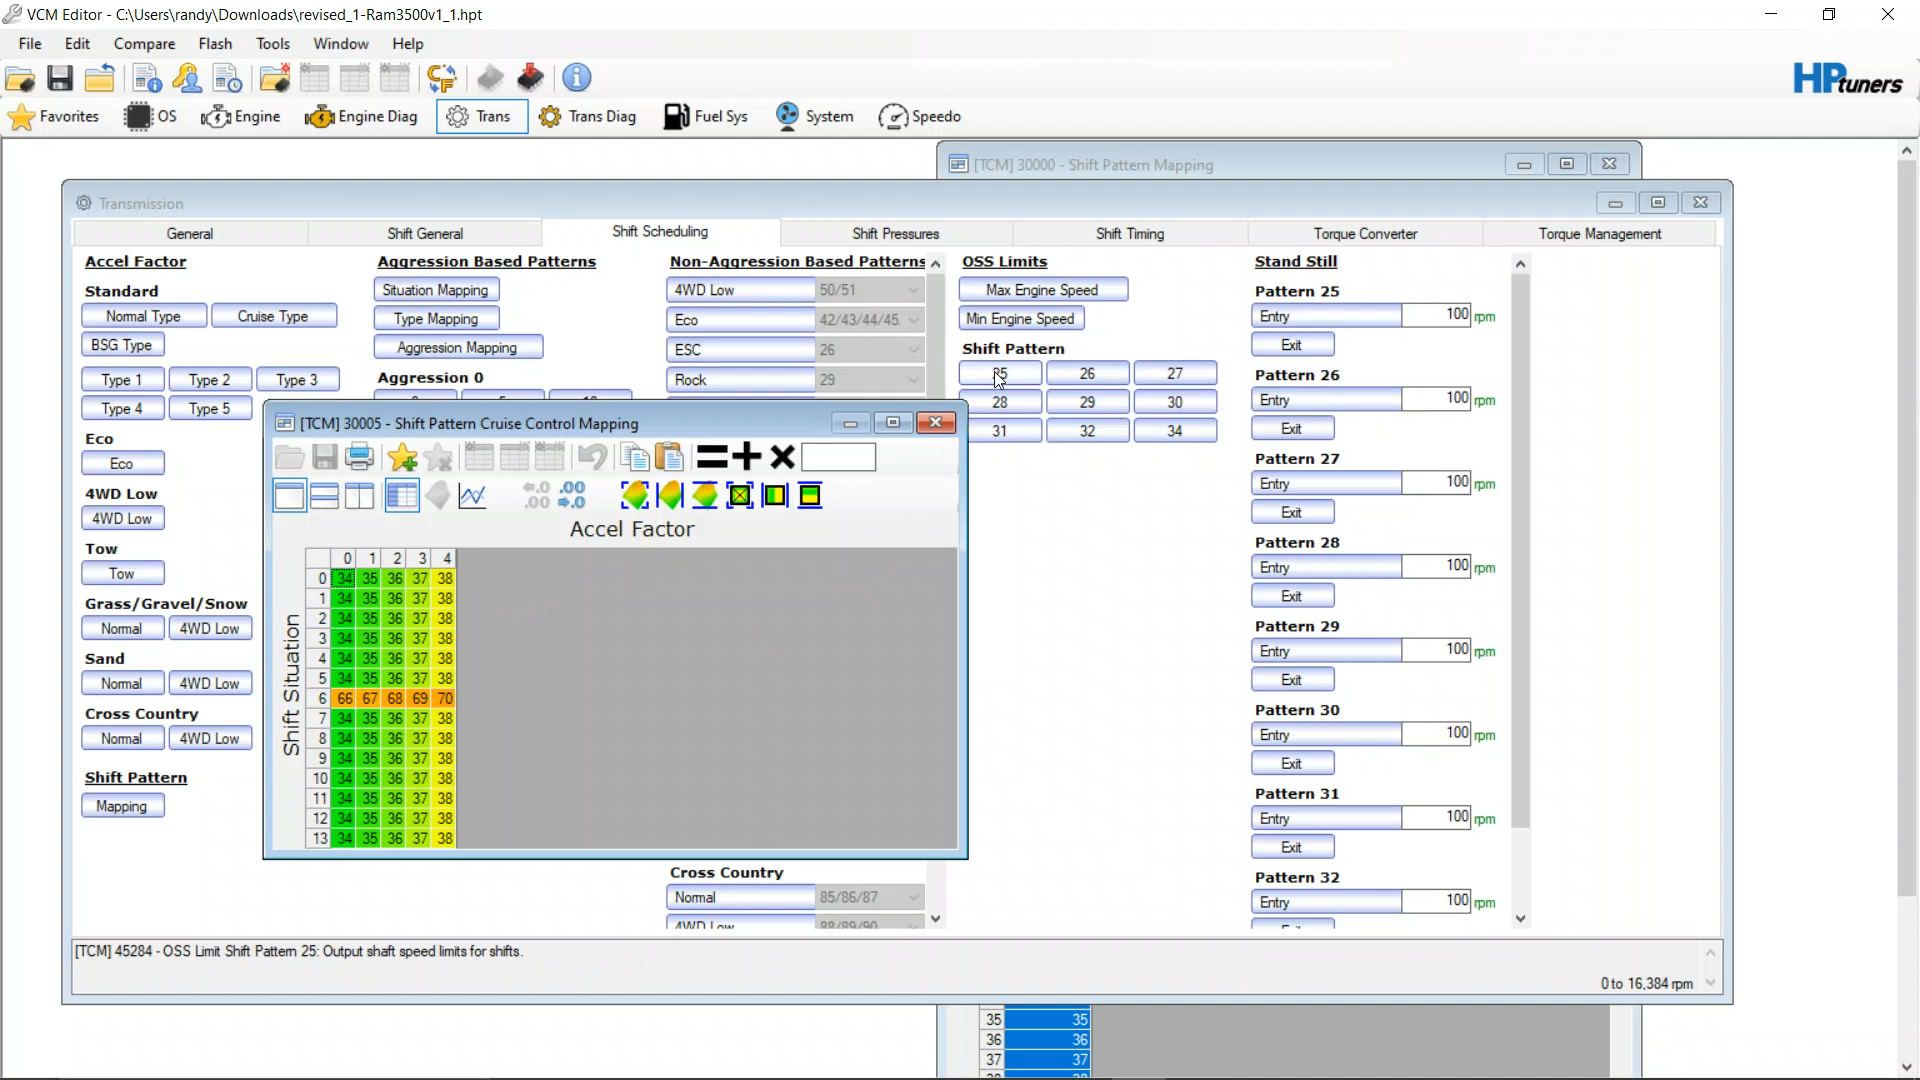 VCM Editor - C:\Users\randy\Downloads\revised_1-Ram3500v1_1.hpt
File Edit Compare Flash Tools Window Help
HPtuners
Favorites OS Engine Engine Diag Trans Trans Diag Fuel Sys System Speedo
[TCM] 30000 - Shift Pattern Mapping
Transmission
General Shift General Shift Scheduling Shift Pressures Shift Timing Torque Converter Torque Management
Accel Factor
Standard
Normal Type Cruise Type
BSG Type
Type 1 Type 2 Type 3
Type 4 Type 5
Eco
Eco
4WD Low
4WD Low
Tow
Tow
Grass/Gravel/Snow
Normal 4WD Low
Sand
Normal 4WD Low
Cross Country
Normal 4WD Low
Shift Pattern
Mapping
Aggression Based Patterns
Situation Mapping
Type Mapping
Aggression Mapping
Aggression 0
Non-Aggression Based Patterns
4WD Low 50/51
Eco 42/43/44/45
ESC 26
Rock 29
Cross Country
Normal 85/86/87
4WD Low 88/89/90
OSS Limits
Max Engine Speed
Min Engine Speed
Shift Pattern
25 26 27
28 29 30
31 32 34
Stand Still
Pattern 25
Entry 100 rpm
Exit
Pattern 26
Entry 100 rpm
Exit
Pattern 27
Entry 100 rpm
Exit
Pattern 28
Entry 100 rpm
Exit
Pattern 29
Entry 100 rpm
Exit
Pattern 30
Entry 100 rpm
Exit
Pattern 31
Entry 100 rpm
Exit
Pattern 32
Entry 100 rpm
[TCM] 30005 - Shift Pattern Cruise Control Mapping
Accel Factor
Shift Situation
0 1 2 3 4
0 34 35 36 37 38
1 34 35 36 37 38
2 34 35 36 37 38
3 34 35 36 37 38
4 34 35 36 37 38
5 34 35 36 37 38
6 66 67 68 69 70
7 34 35 36 37 38
8 34 35 36 37 38
9 34 35 36 37 38
10 34 35 36 37 38
11 34 35 36 37 38
12 34 35 36 37 38
13 34 35 36 37 38
[TCM] 45284 - OSS Limit Shift Pattern 25: Output shaft speed limits for shifts.
0 to 16,384 rpm
35 35
36 36
37 37